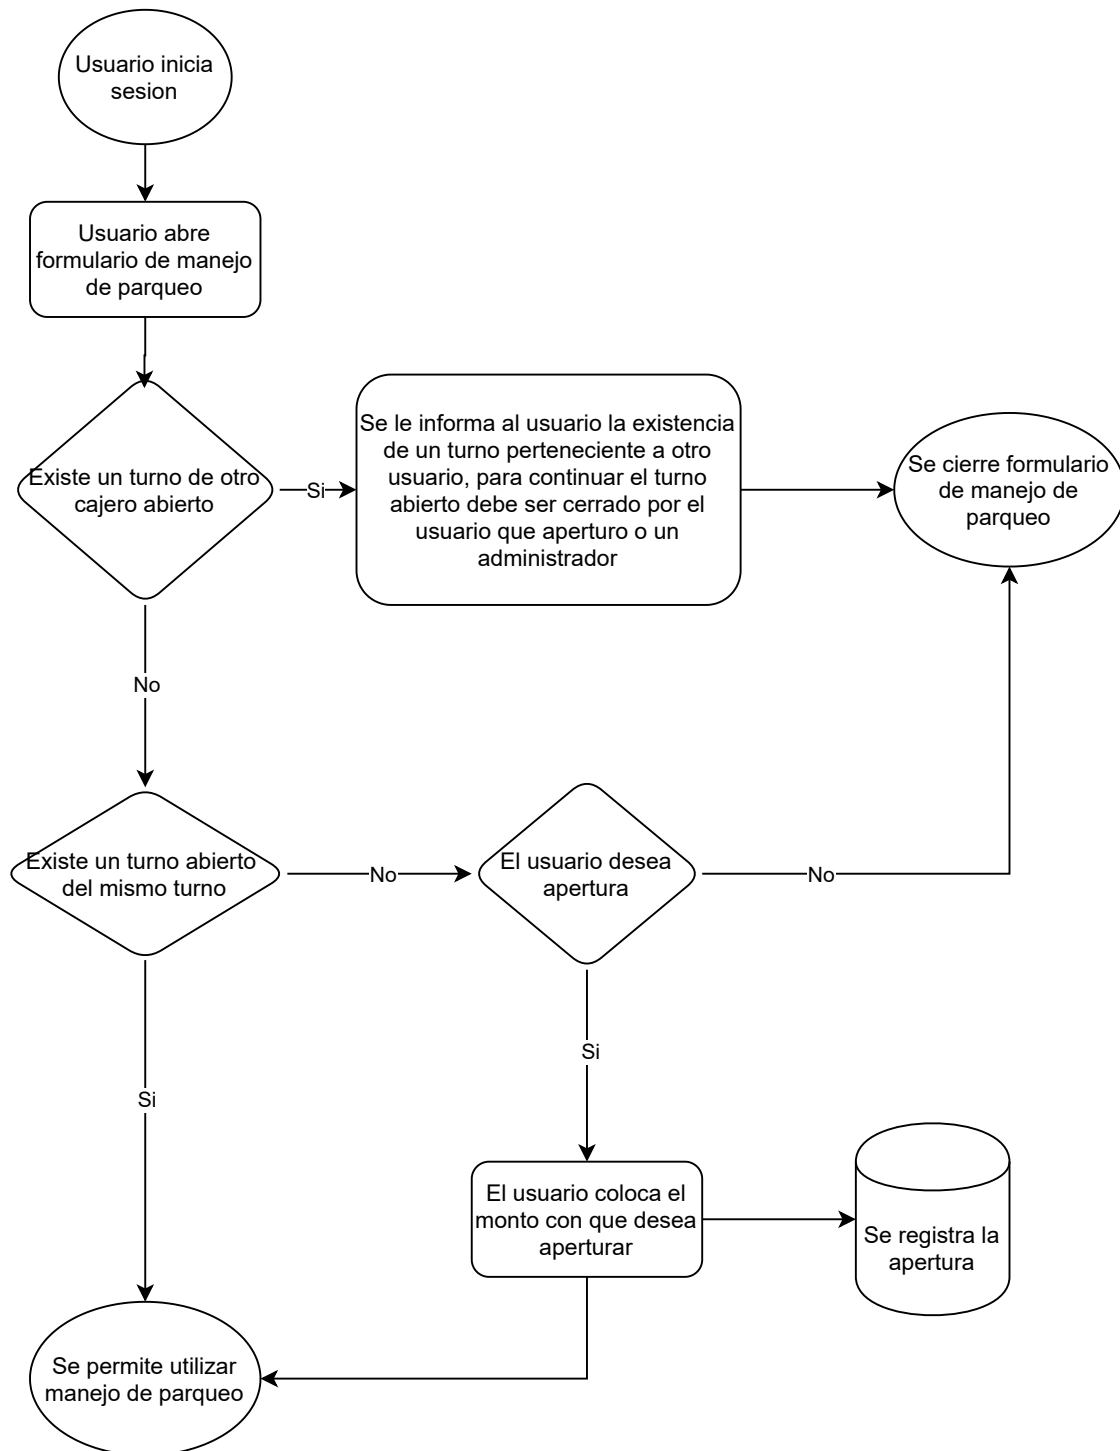 Usuario inicia
sesion
Usuario abre
formulario de manejo
de parqueo
Existe un turno de otro
cajero abierto
Si
Se le informa al usuario la existencia
de un turno perteneciente a otro
usuario, para continuar el turno
abierto debe ser cerrado por el
usuario que aperturo o un
administrador
Se cierre formulario
de manejo de
parqueo
No
Existe un turno abierto
del mismo turno
No
El usuario desea
apertura
No
Si
Si
El usuario coloca el
monto con que desea
aperturar
Se registra la
apertura
Se permite utilizar
manejo de parqueo